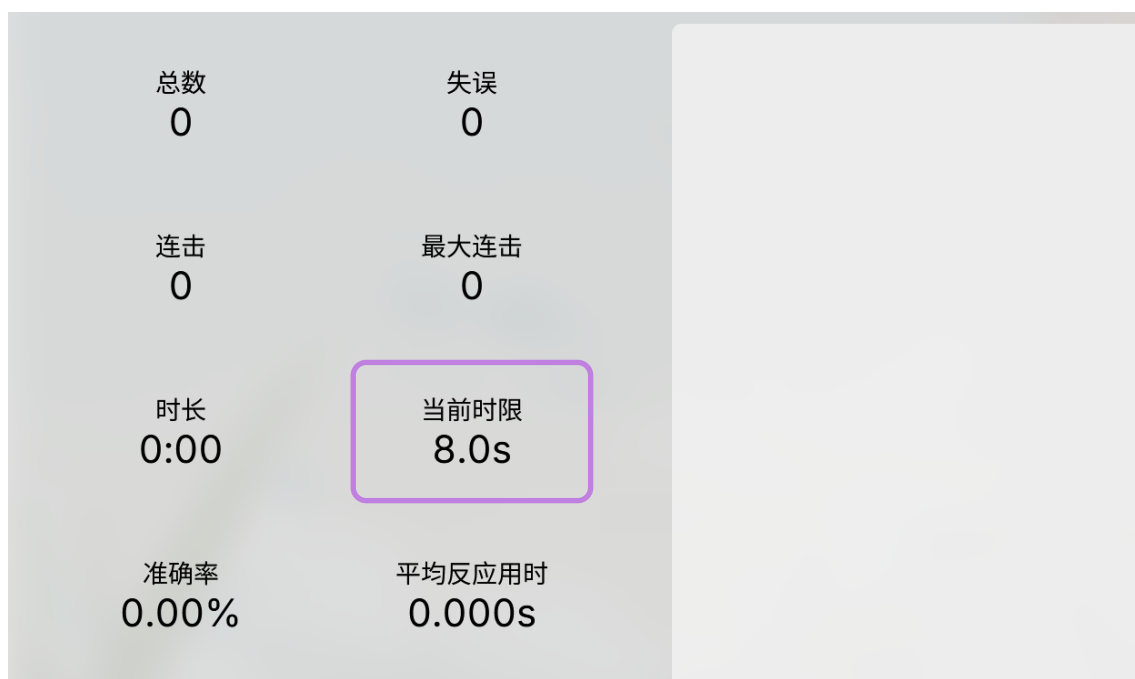 总数
0
失误
0
连击
0
最大连击
0
时长
0:00
当前时限
8.0s
准确率
0.00%
平均反应用时
0.000s